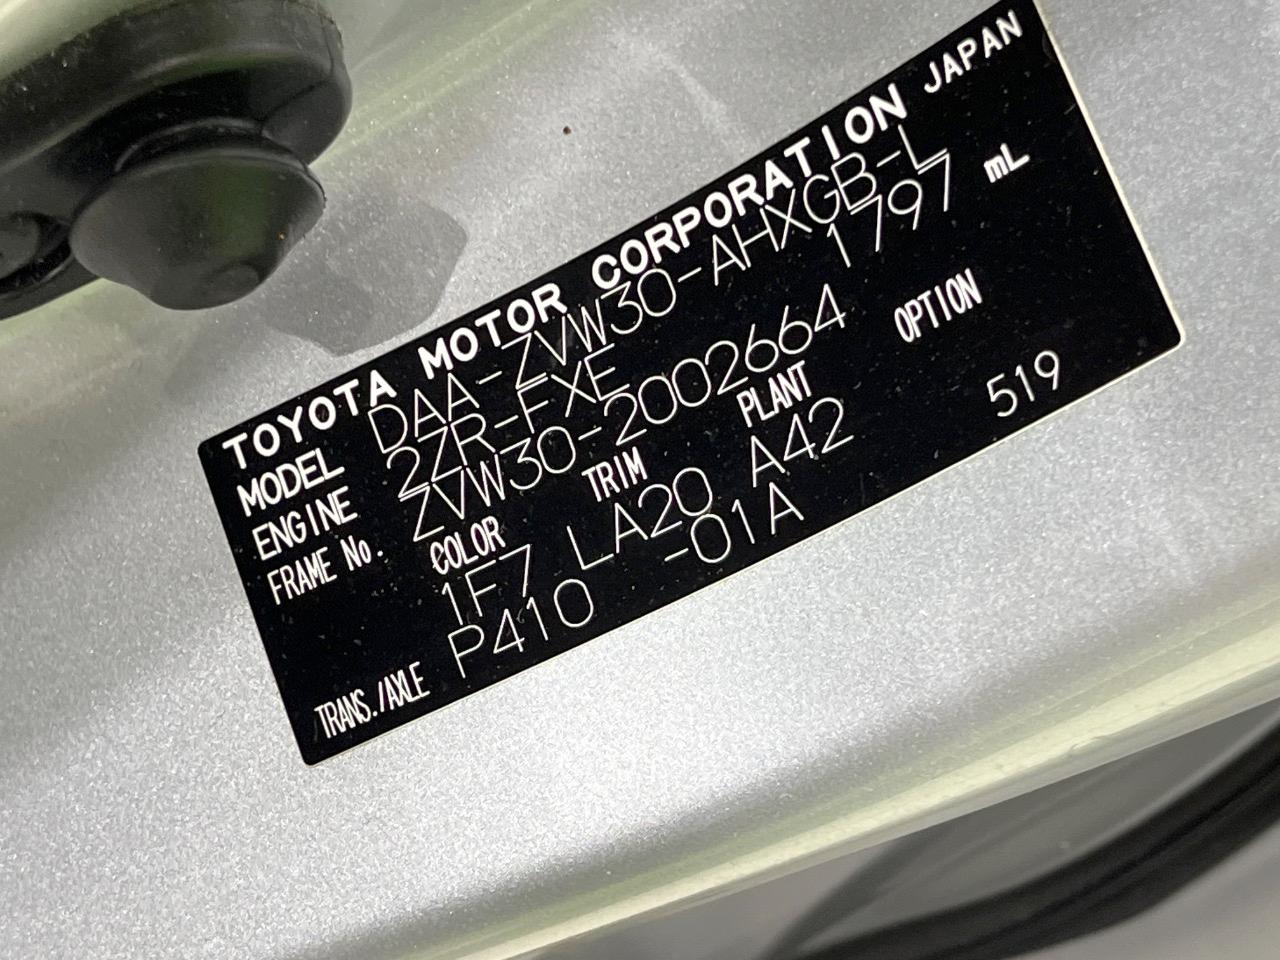 TOYOTA MOTOR CORPORATION JAPAN
MODEL DAA-ZVW30-AHXGB-L
ENGINE 2ZR-FXE 1797 mL
FRAME No. ZVW30-2002664
COLOR TRIM PLANT OPTION
1F7 LA20 A42 519
TRANS./AXLE P410 -01A